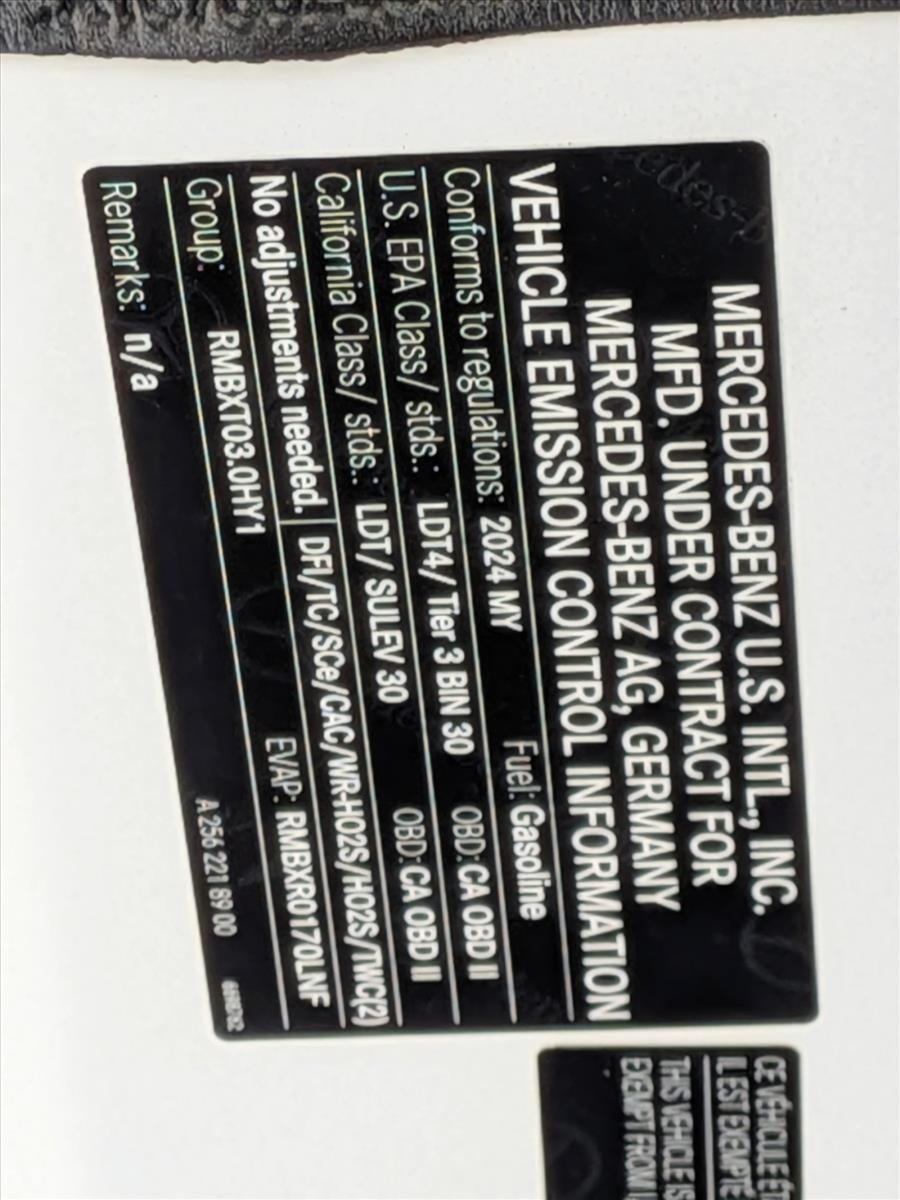 MERCEDES-BENZ U.S. INTL., INC.
MFD. UNDER CONTRACT FOR
MERCEDES-BENZ AG, GERMANY
VEHICLE EMISSION CONTROL INFORMATION
Conforms to regulations: 2024 MY Fuel: Gasoline
U.S. EPA Class/ stds.: LDT4/ Tier 3 BIN 30 OBD: CA OBD II
California Class/ stds.: LDT/ SULEV 30 OBD: CA OBD II
No adjustments needed. DFI/TC/SCe/CAC/WR-HO2S/HO2S/TWC(2)
Group: RMBXT03.0HY1 EVAP: RMBXR0170LNF
Remarks: n/a
A 256 221 89 00
CE VÉHICULE
IL EST EXEMPTÉ
THIS VEHICLE IS
EXEMPT FROM